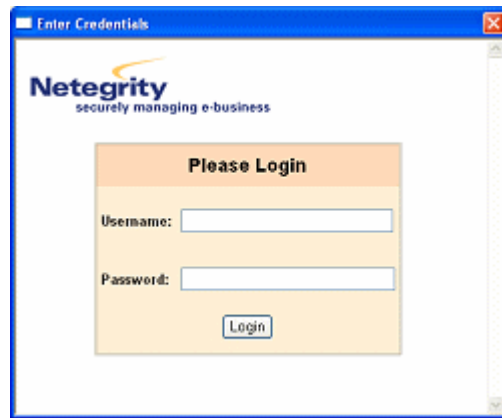 Enter Credentials
Netegrity
securely managing e-business
Please Login
Username:
Password:
Login